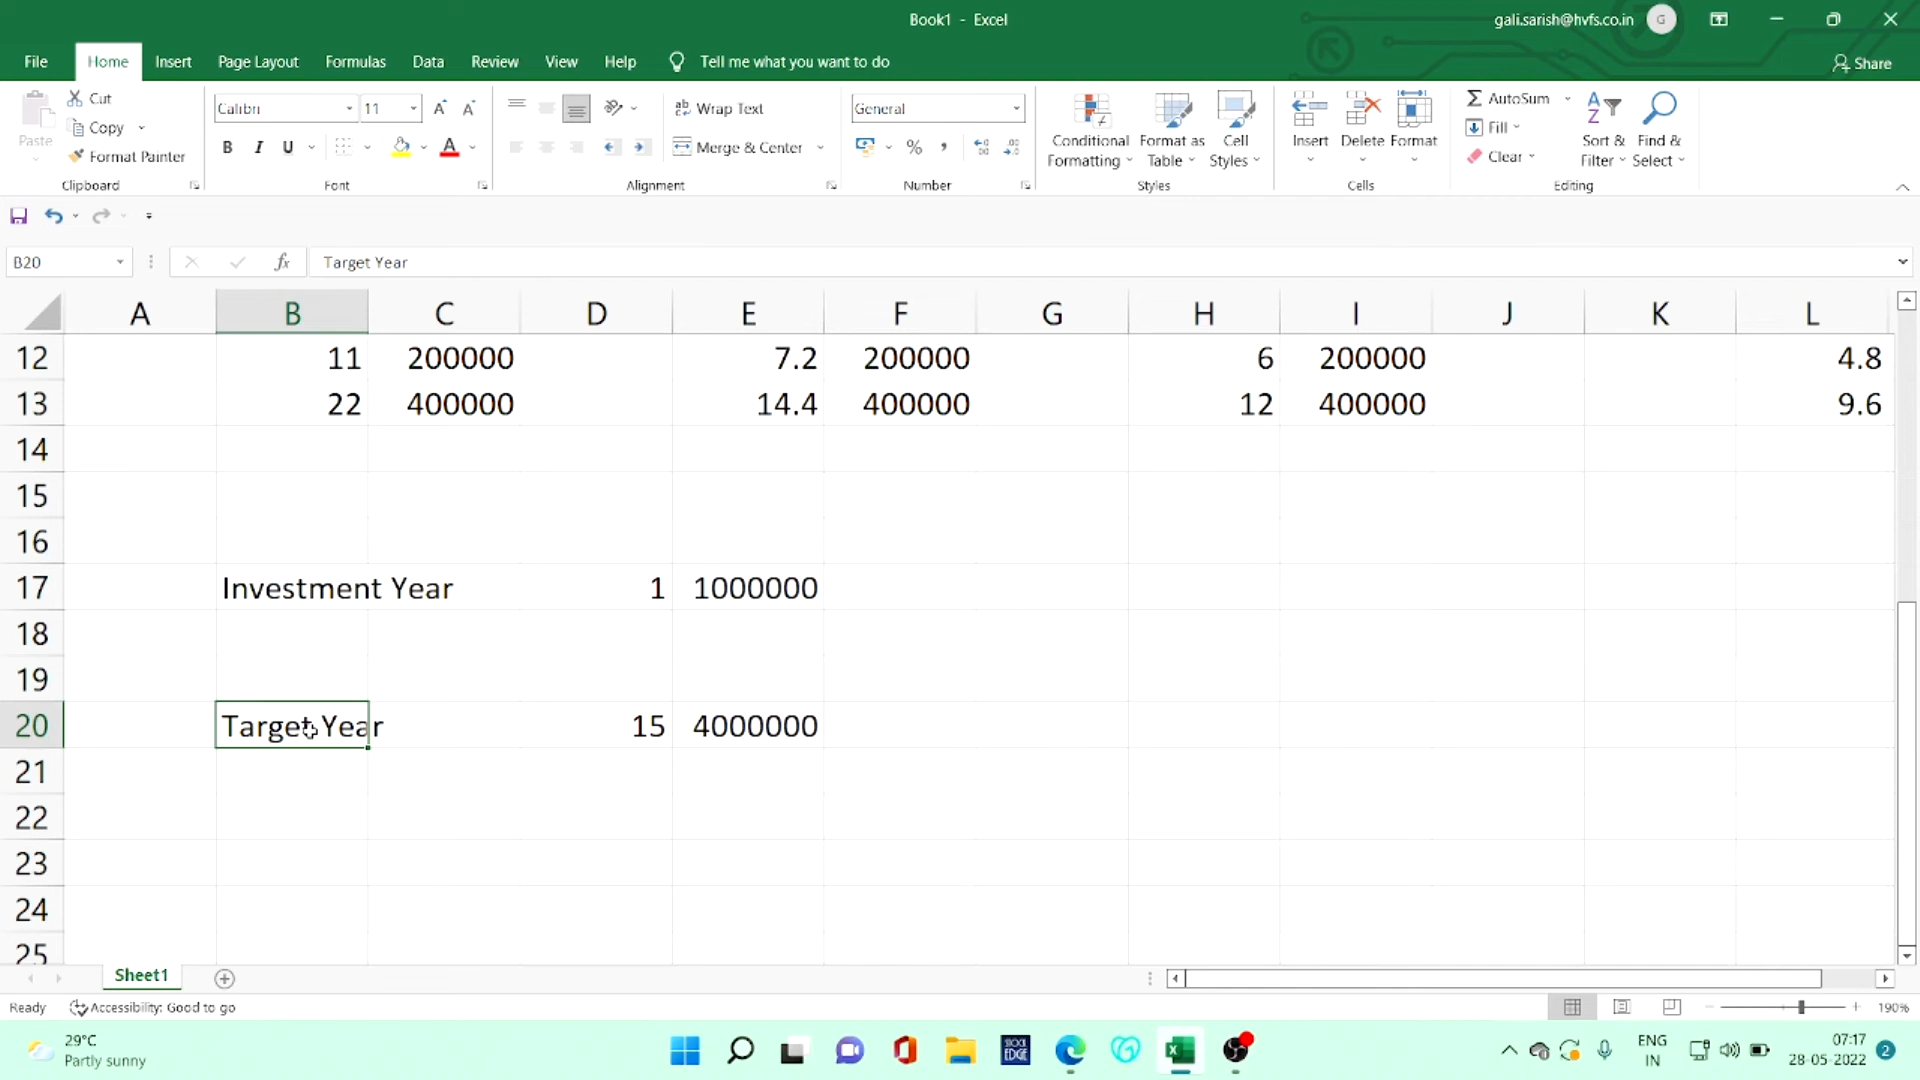 Book1 - Excel
gali.sarish@hvfs.co.in
G
File Home Insert Page Layout Formulas Data Review View Help Tell me what you want to do
Share
Paste
Cut
Copy
Format Painter
Clipboard
Calibri 11
B I U
Font
Wrap Text
Merge & Center
Alignment
General
Number
Conditional Formatting
Format as Table
Cell Styles
Styles
Insert Delete Format
Cells
AutoSum
Fill
Clear
Sort & Filter
Find & Select
Editing
B20 fx Target Year
A B C D E F G H I J K L
12 11 200000 7.2 200000 6 200000 4.8
13 22 400000 14.4 400000 12 400000 9.6
14
15
16
17 Investment Year 1 1000000
18
19
20 Target Year 15 4000000
21
22
23
24
25
Sheet1
Ready Accessibility: Good to go
190%
29°C
Partly sunny
STOCK EDGE
ENG
IN
07:17
28-05-2022
2